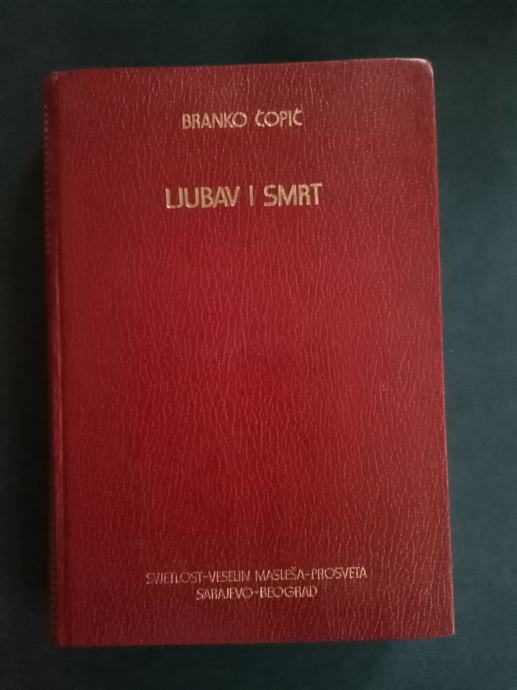 BRANKO ĆOPIĆ
LJUBAV I SMRT
SVJETLOST-VESELIN MASLEŠA-PROSVETA
SARAJEVO-BEOGRAD